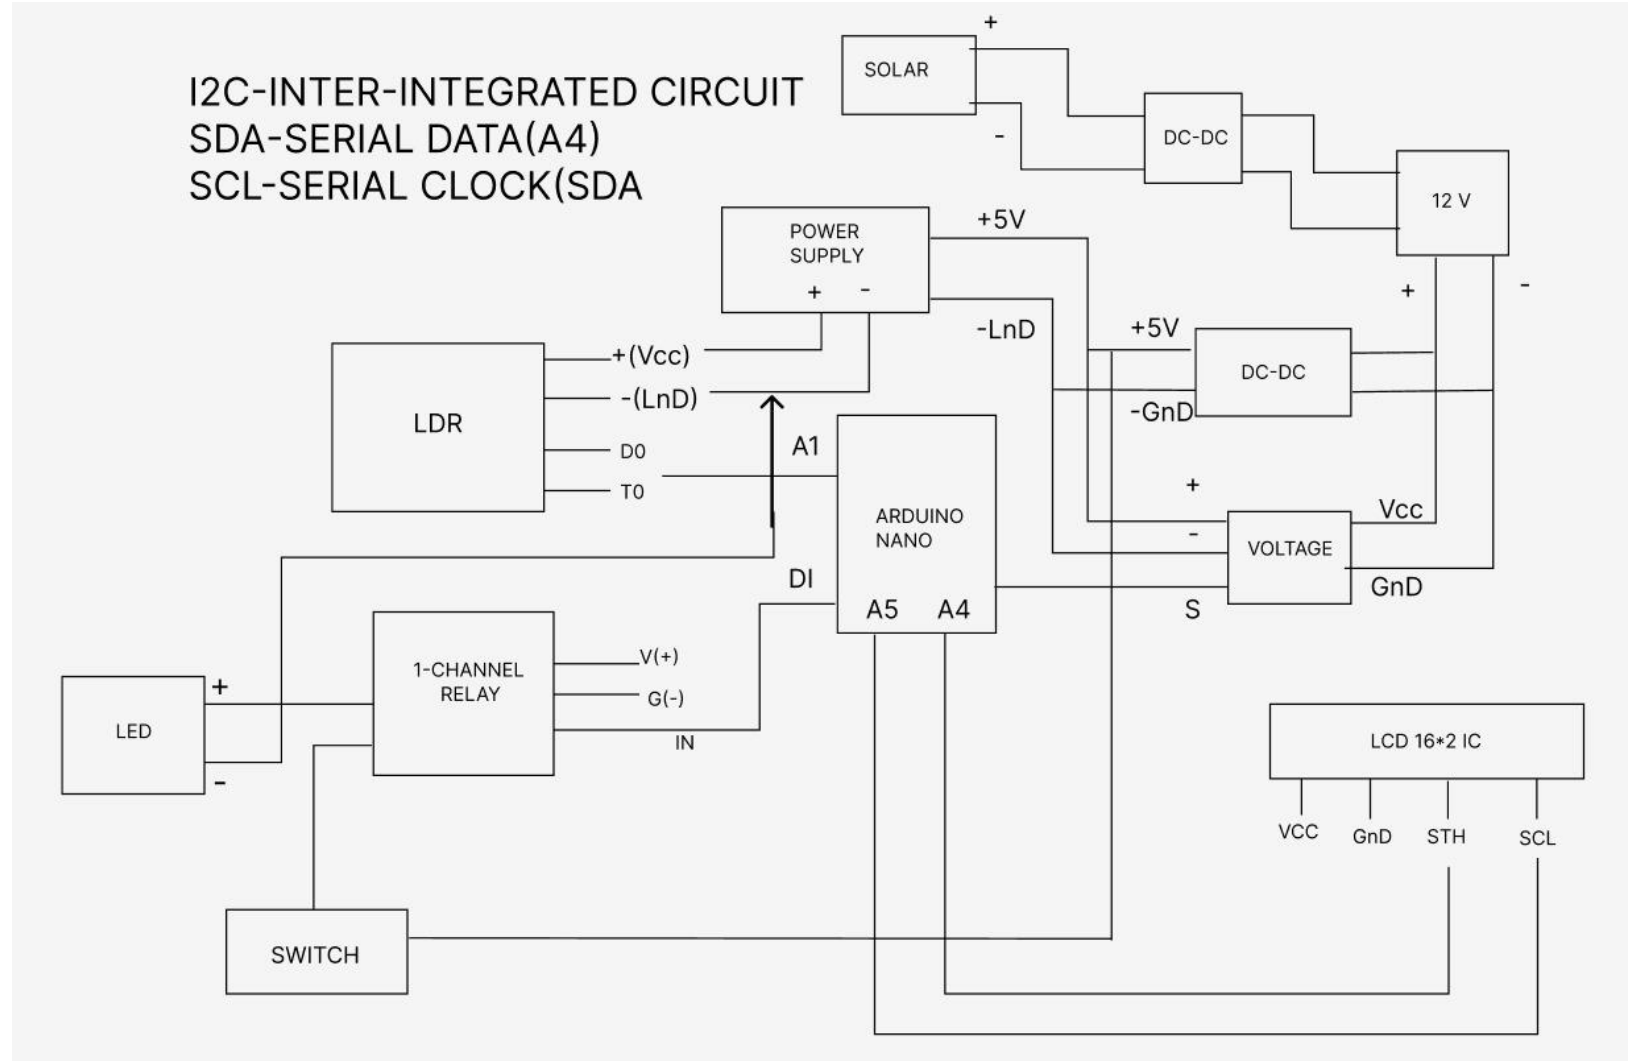 I2C-INTER-INTEGRATED CIRCUIT
SDA-SERIAL DATA(A4)
SCL-SERIAL CLOCK(SDA
+
SOLAR
-
DC-DC
12 V
+
-
POWER
SUPPLY
+ -
+5V
-LnD
+5V
DC-DC
-GnD
LDR
+(Vcc)
-(LnD)
D0
T0
A1
ARDUINO
NANO
DI
A5 A4
+
-
VOLTAGE
Vcc
GnD
S
1-CHANNEL
RELAY
V(+)
G(-)
IN
+
LED
-
SWITCH
LCD 16*2 IC
VCC GnD STH SCL